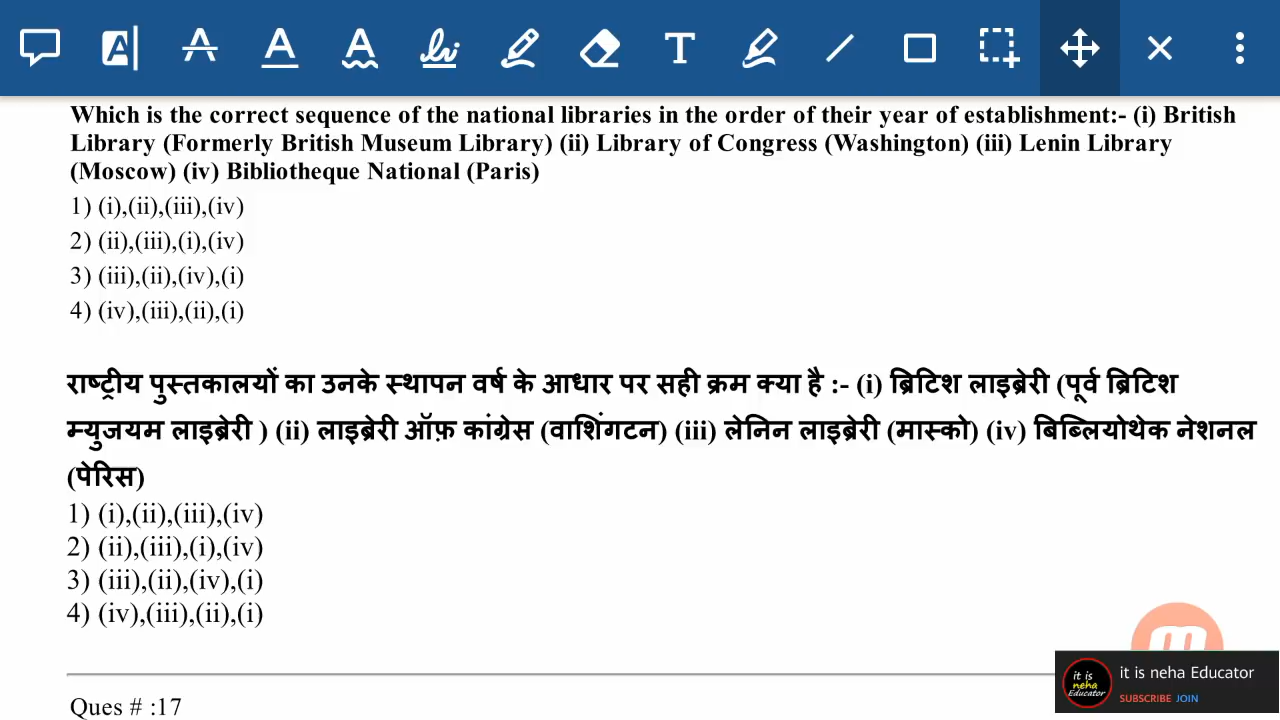 Which is the correct sequence of the national libraries in the order of their year of establishment:- (i) British
Library (Formerly British Museum Library) (ii) Library of Congress (Washington) (iii) Lenin Library
(Moscow) (iv) Bibliotheque National (Paris)
1) (i),(ii),(iii),(iv)
2) (ii),(iii),(i),(iv)
3) (iii),(ii),(iv),(i)
4) (iv),(iii),(ii),(i)
राष्ट्रीय पुस्तकालयों का उनके स्थापन वर्ष के आधार पर सही क्रम क्या है :- (i) ब्रिटिश लाइब्रेरी (पूर्व ब्रिटिश
म्युजयम लाइब्रेरी ) (ii) लाइब्रेरी ऑफ़ कांग्रेस (वाशिंगटन) (iii) लेनिन लाइब्रेरी (मास्को) (iv) बिब्लियोथेक नेशनल
(पेरिस)
1) (i),(ii),(iii),(iv)
2) (ii),(iii),(i),(iv)
3) (iii),(ii),(iv),(i)
4) (iv),(iii),(ii),(i)
Ques # :17
it is neha Educator
it is neha Educator
SUBSCRIBE JOIN